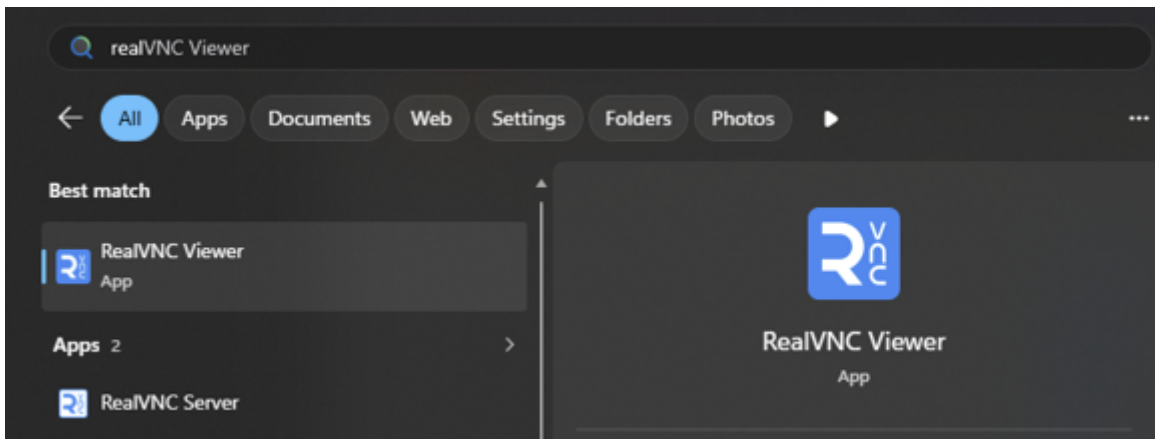 realVNC Viewer
All Apps Documents Web Settings Folders Photos
Best match
RealVNC Viewer
App
Apps 2
RealVNC Server
R VNC
RealVNC Viewer
App